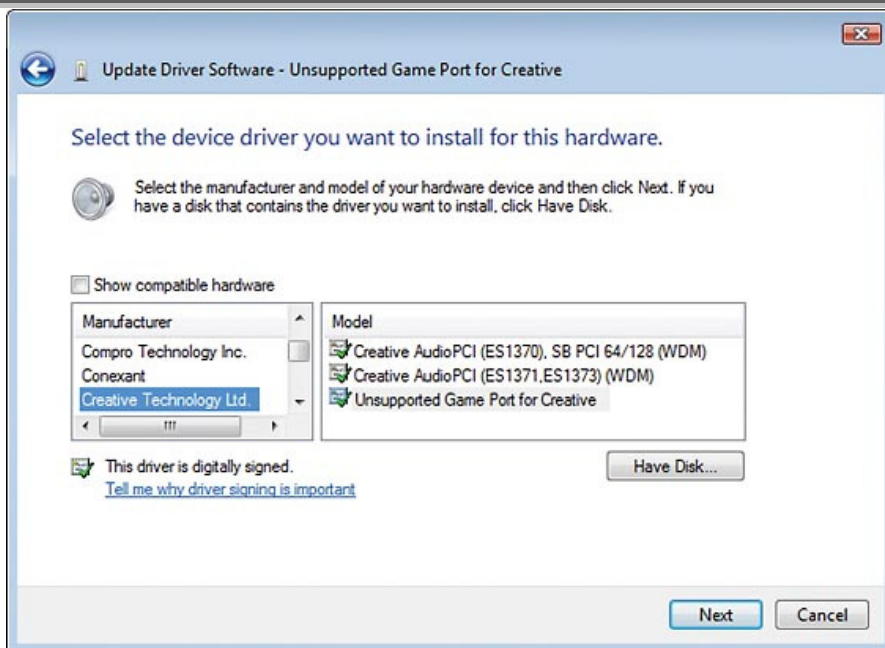 Update Driver Software - Unsupported Game Port for Creative
Select the device driver you want to install for this hardware.
Select the manufacturer and model of your hardware device and then click Next. If you
have a disk that contains the driver you want to install, click Have Disk.
Show compatible hardware
Manufacturer
Compro Technology Inc.
Conexant
Creative Technology Ltd.
Model
Creative AudioPCI (ES1370), SB PCI 64/128 (WDM)
Creative AudioPCI (ES1371,ES1373) (WDM)
Unsupported Game Port for Creative
This driver is digitally signed.
Have Disk...
Tell me why driver signing is important
Next
Cancel